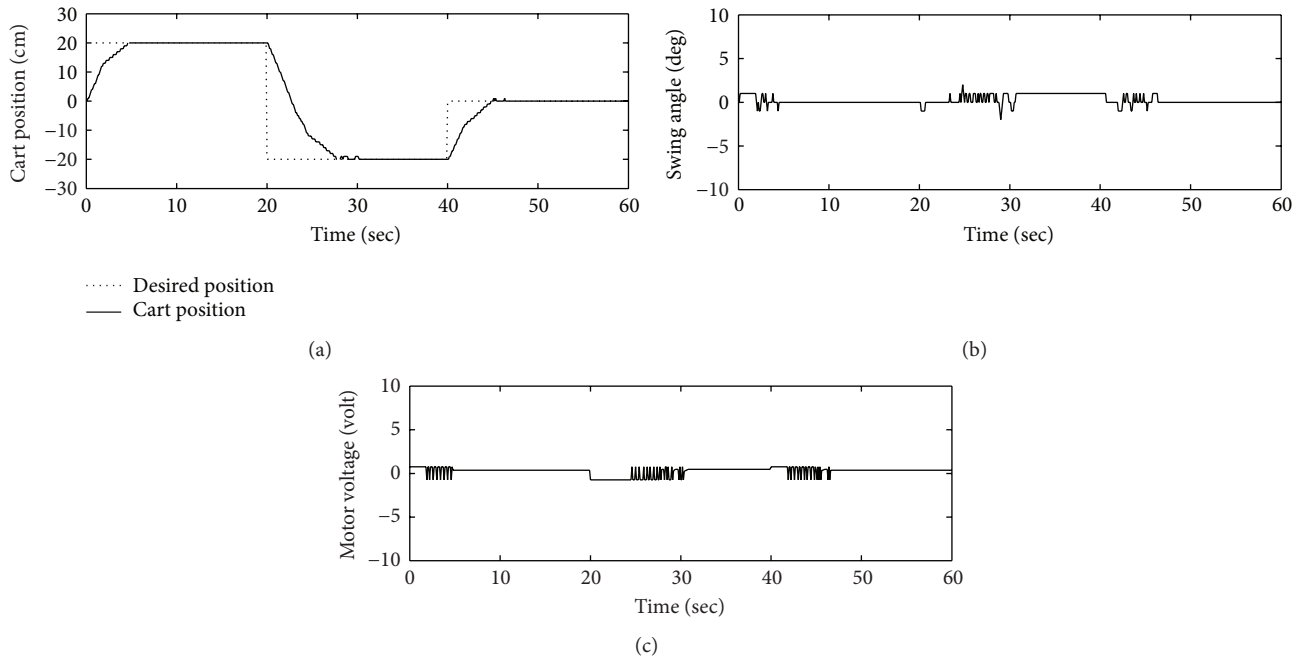 30
20
10
0
−10
−20
−30
Cart position (cm)
0 10 20 30 40 50 60
Time (sec)
Desired position
Cart position
(a)
10
5
0
−5
−10
Swing angle (deg)
0 10 20 30 40 50 60
Time (sec)
(b)
10
5
0
−5
−10
Motor voltage (volt)
0 10 20 30 40 50 60
Time (sec)
(c)